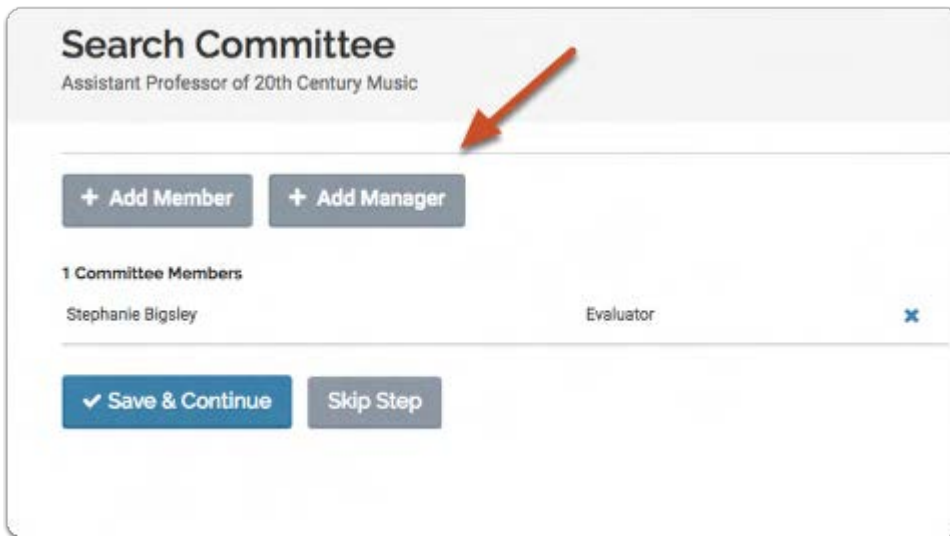 Search Committee
Assistant Professor of 20th Century Music
+ Add Member + Add Manager
1 Committee Members
Stephanie Bigsley Evaluator ×
✔ Save & Continue Skip Step